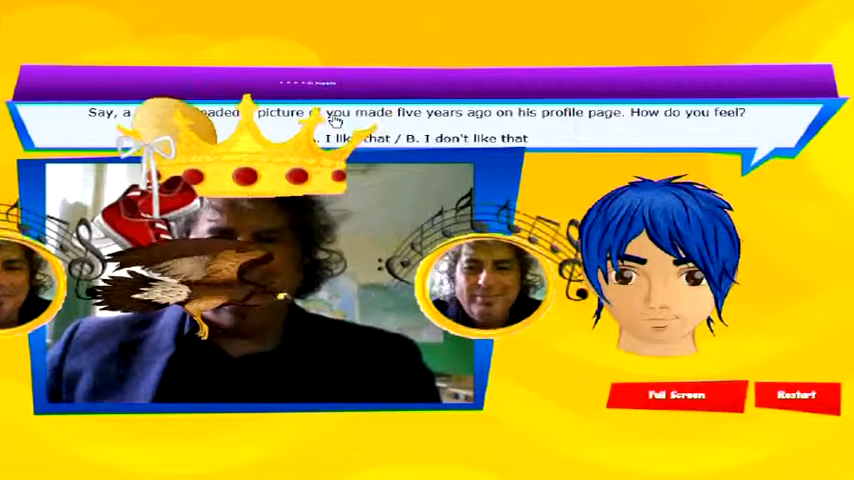 Say, a picture of you made five years ago on his profile page. How do you feel?
I like that / B. I don't like that
Full Screen
Restart